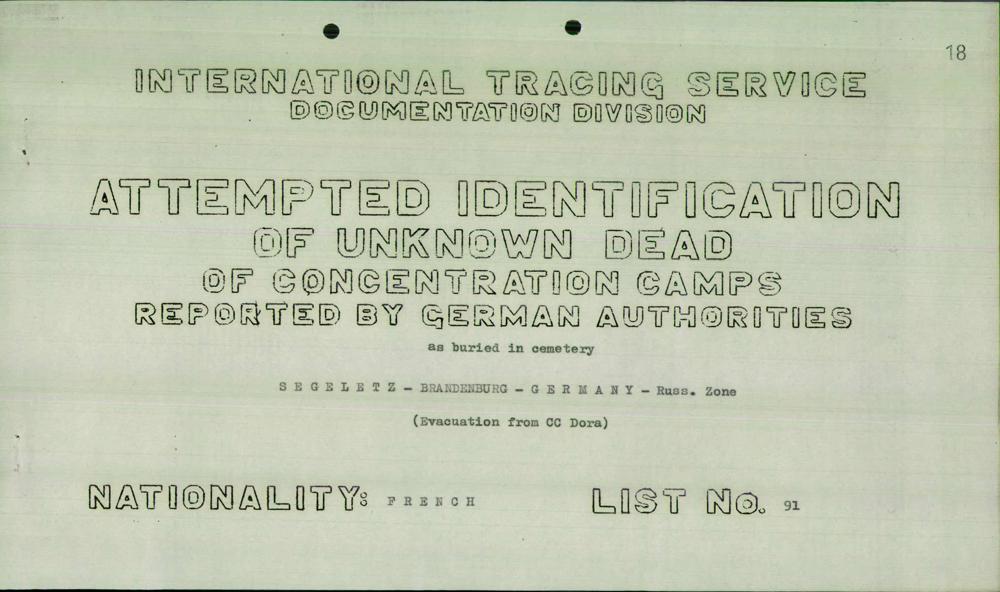 18
INTERNATIONAL TRACING SERVICE
DOCUMENTATION DIVISION
ATTEMPTED IDENTIFICATION
OF UNKNOWN DEAD
OF CONCENTRATION CAMPS
REPORTED BY GERMAN AUTHORITIES
as buried in cemetery
S E G E L E T Z - BRANDENBURG - G E R M A N Y - Russ. Zone
(Evacuation from CC Dora)
NATIONALITY: F R E N C H LIST No. 91